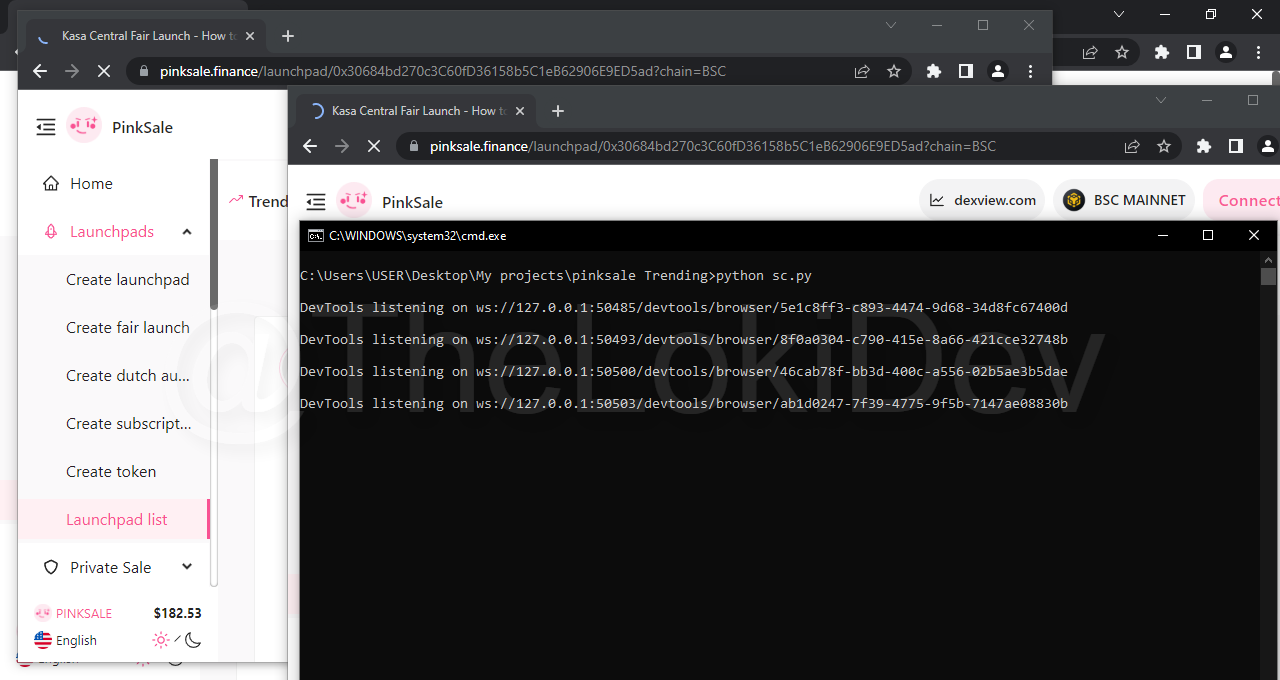 Kasa Central Fair Launch - How to
pinksale.finance/launchpad/0x30684bd270c3C60fD36158b5C1eB62906E9ED5ad?chain=BSC
PinkSale
Home
Launchpads
Create launchpad
Create fair launch
Create dutch au...
Create subscript...
Create token
Launchpad list
Private Sale
PINKSALE $182.53
English
Trend
Kasa Central Fair Launch - How to
pinksale.finance/launchpad/0x30684bd270c3C60fD36158b5C1eB62906E9ED5ad?chain=BSC
PinkSale
dexview.com
BSC MAINNET
Connect
C:\WINDOWS\system32\cmd.exe
C:\Users\USER\Desktop\My projects\pinksale Trending>python sc.py
DevTools listening on ws://127.0.0.1:50485/devtools/browser/5e1c8ff3-c893-4474-9d68-34d8fc67400d
DevTools listening on ws://127.0.0.1:50493/devtools/browser/8f0a0304-c790-415e-8a66-421cce32748b
DevTools listening on ws://127.0.0.1:50500/devtools/browser/46cab78f-bb3d-400c-a556-02b5ae3b5dae
DevTools listening on ws://127.0.0.1:50503/devtools/browser/ab1d0247-7f39-4775-9f5b-7147ae08830b
@TheLokiDev